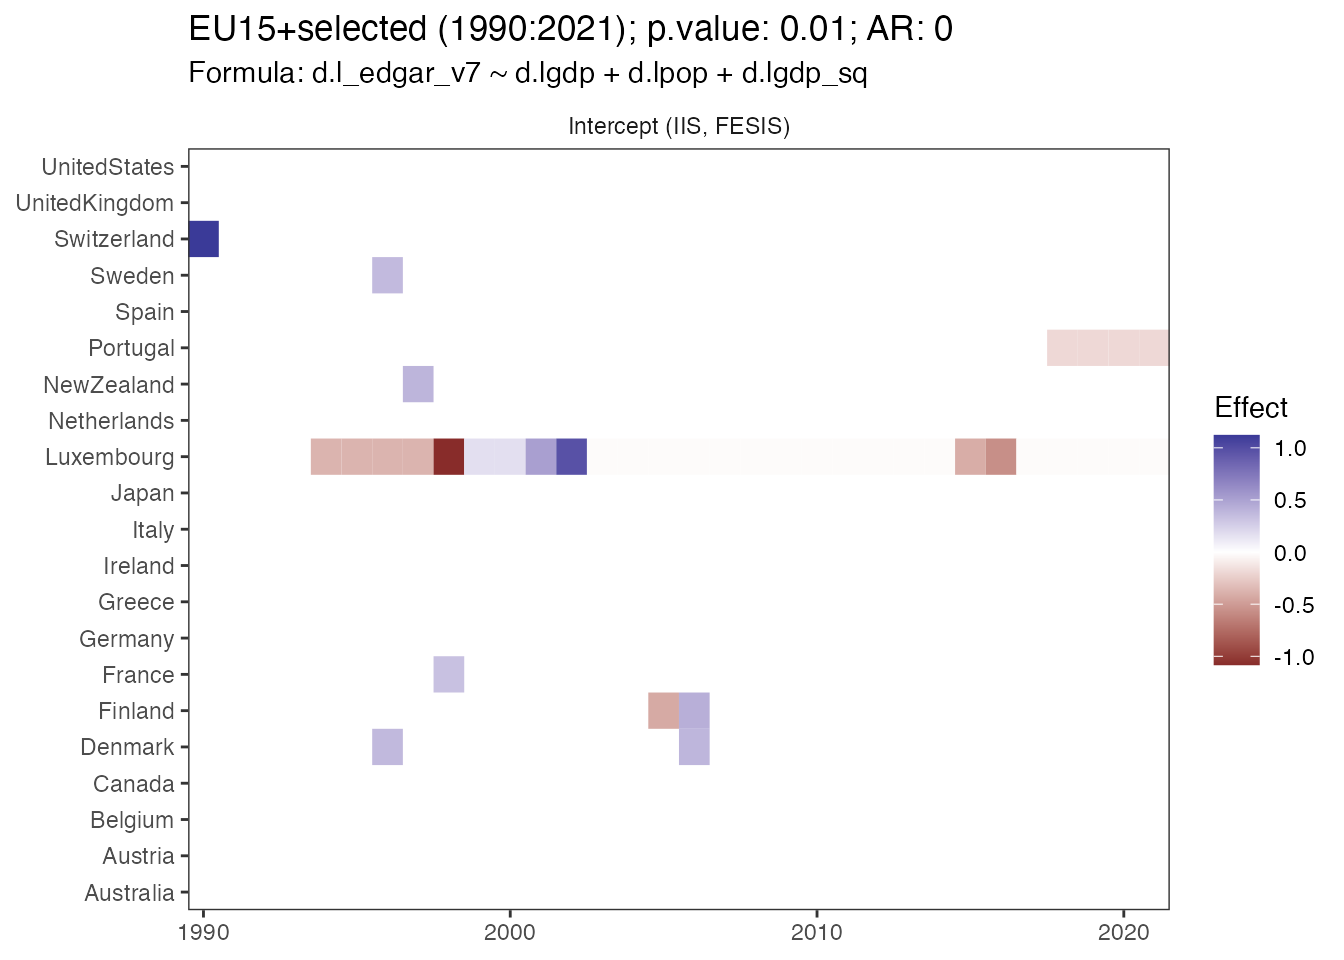 EU15+selected (1990:2021); p.value: 0.01; AR: 0
Formula: d.l_edgar_v7 ~ d.lgdp + d.lpop + d.lgdp_sq
Intercept (IIS, FESIS)
UnitedStates
UnitedKingdom
Switzerland
Sweden
Spain
Portugal
NewZealand
Netherlands
Luxembourg
Japan
Italy
Ireland
Greece
Germany
France
Finland
Denmark
Canada
Belgium
Austria
Australia
1990 2000 2010 2020
Effect
1.0
0.5
0.0
-0.5
-1.0